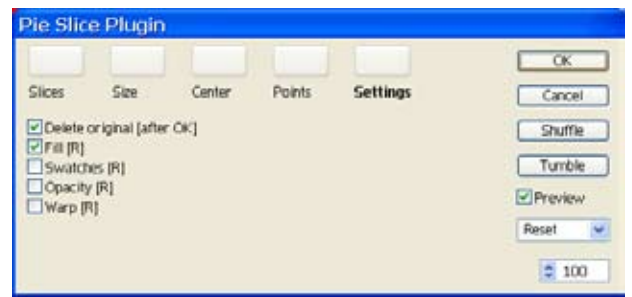 Pie Slice Plugin
Slices Size Center Points Settings
Delete original [after OK]
Fill [R]
Swatches [R]
Opacity [R]
Warp [R]
OK
Cancel
Shuffle
Tumble
Preview
Reset
100